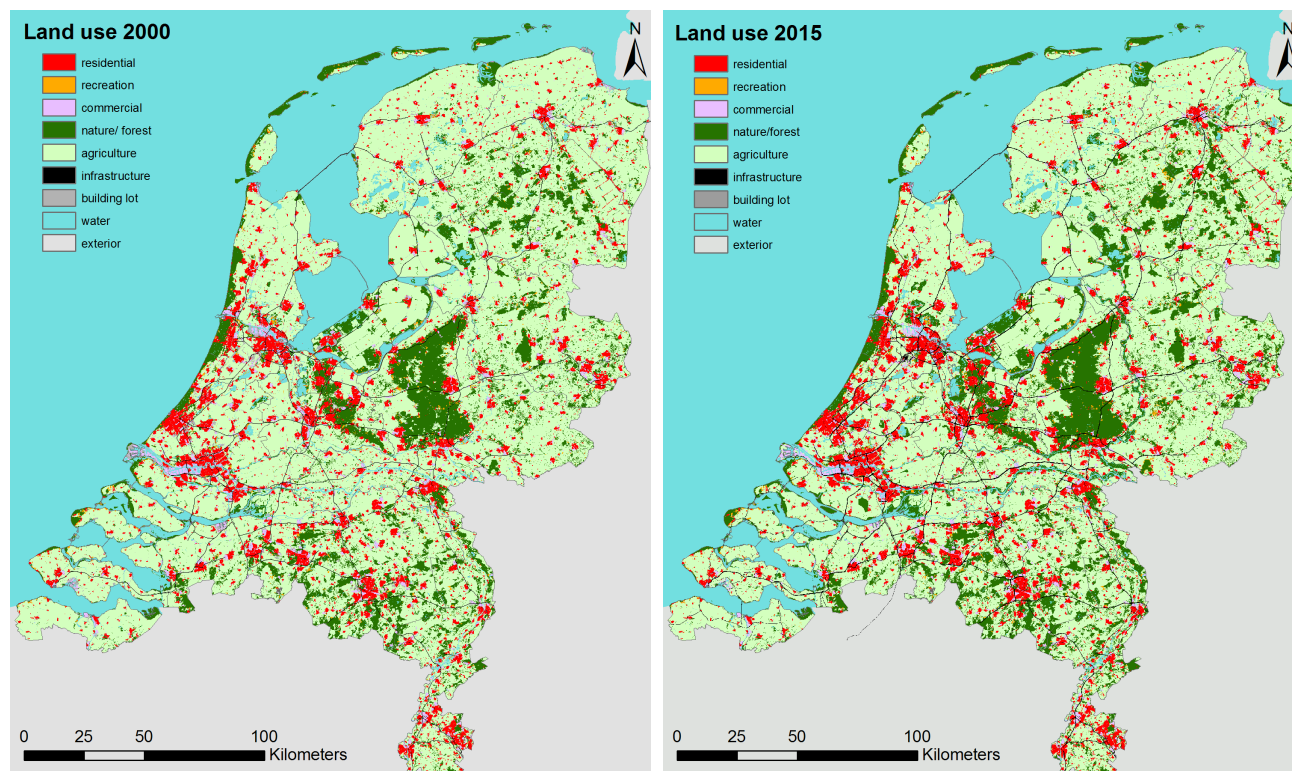 Land use 2000
N
residential
recreation
commercial
nature/ forest
agriculture
infrastructure
building lot
water
exterior
0 25 50 100
Kilometers
Land use 2015
N
residential
recreation
commercial
nature/forest
agriculture
infrastructure
building lot
water
exterior
0 25 50 100
Kilometers